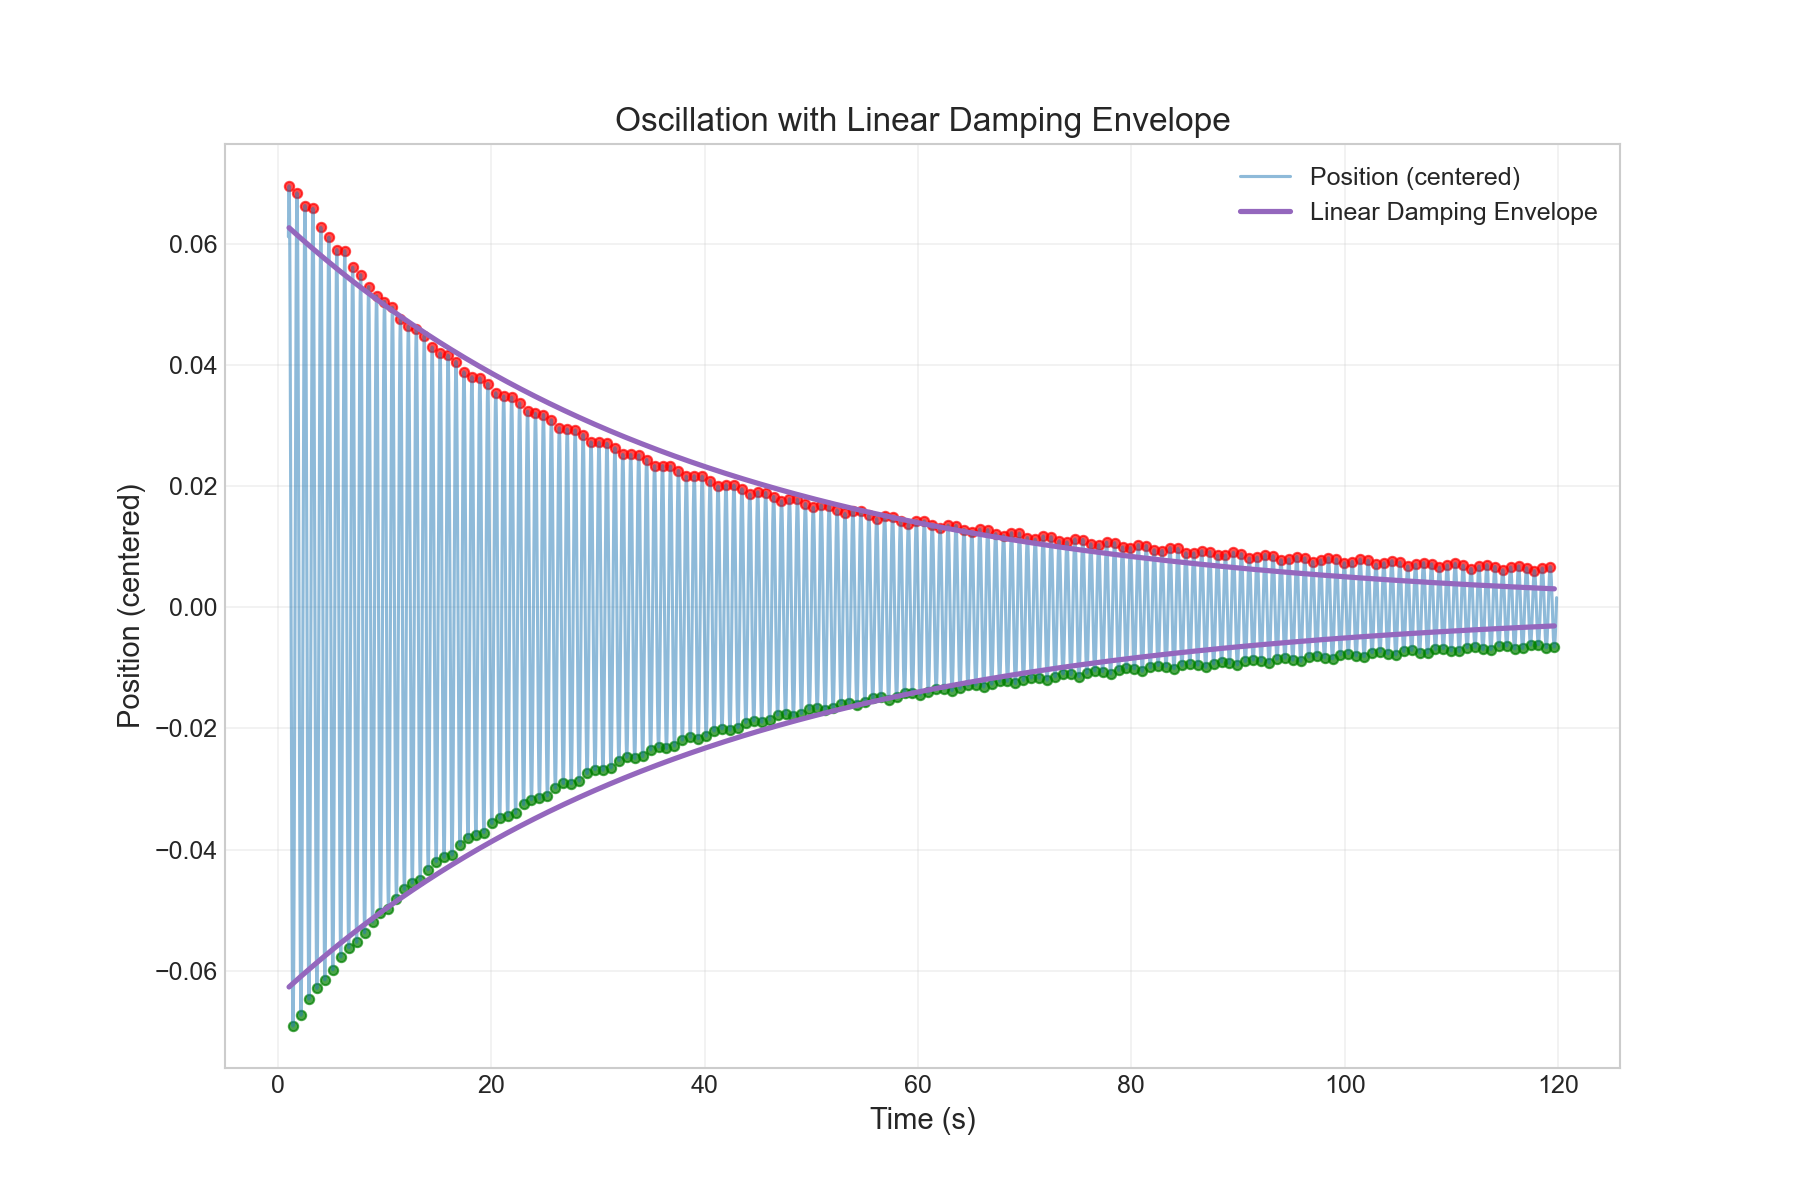 Oscillation with Linear Damping Envelope
Position (centered)
Linear Damping Envelope
0.06
0.04
0.02
0.00
−0.02
−0.04
−0.06
Position (centered)
0 20 40 60 80 100 120
Time (s)